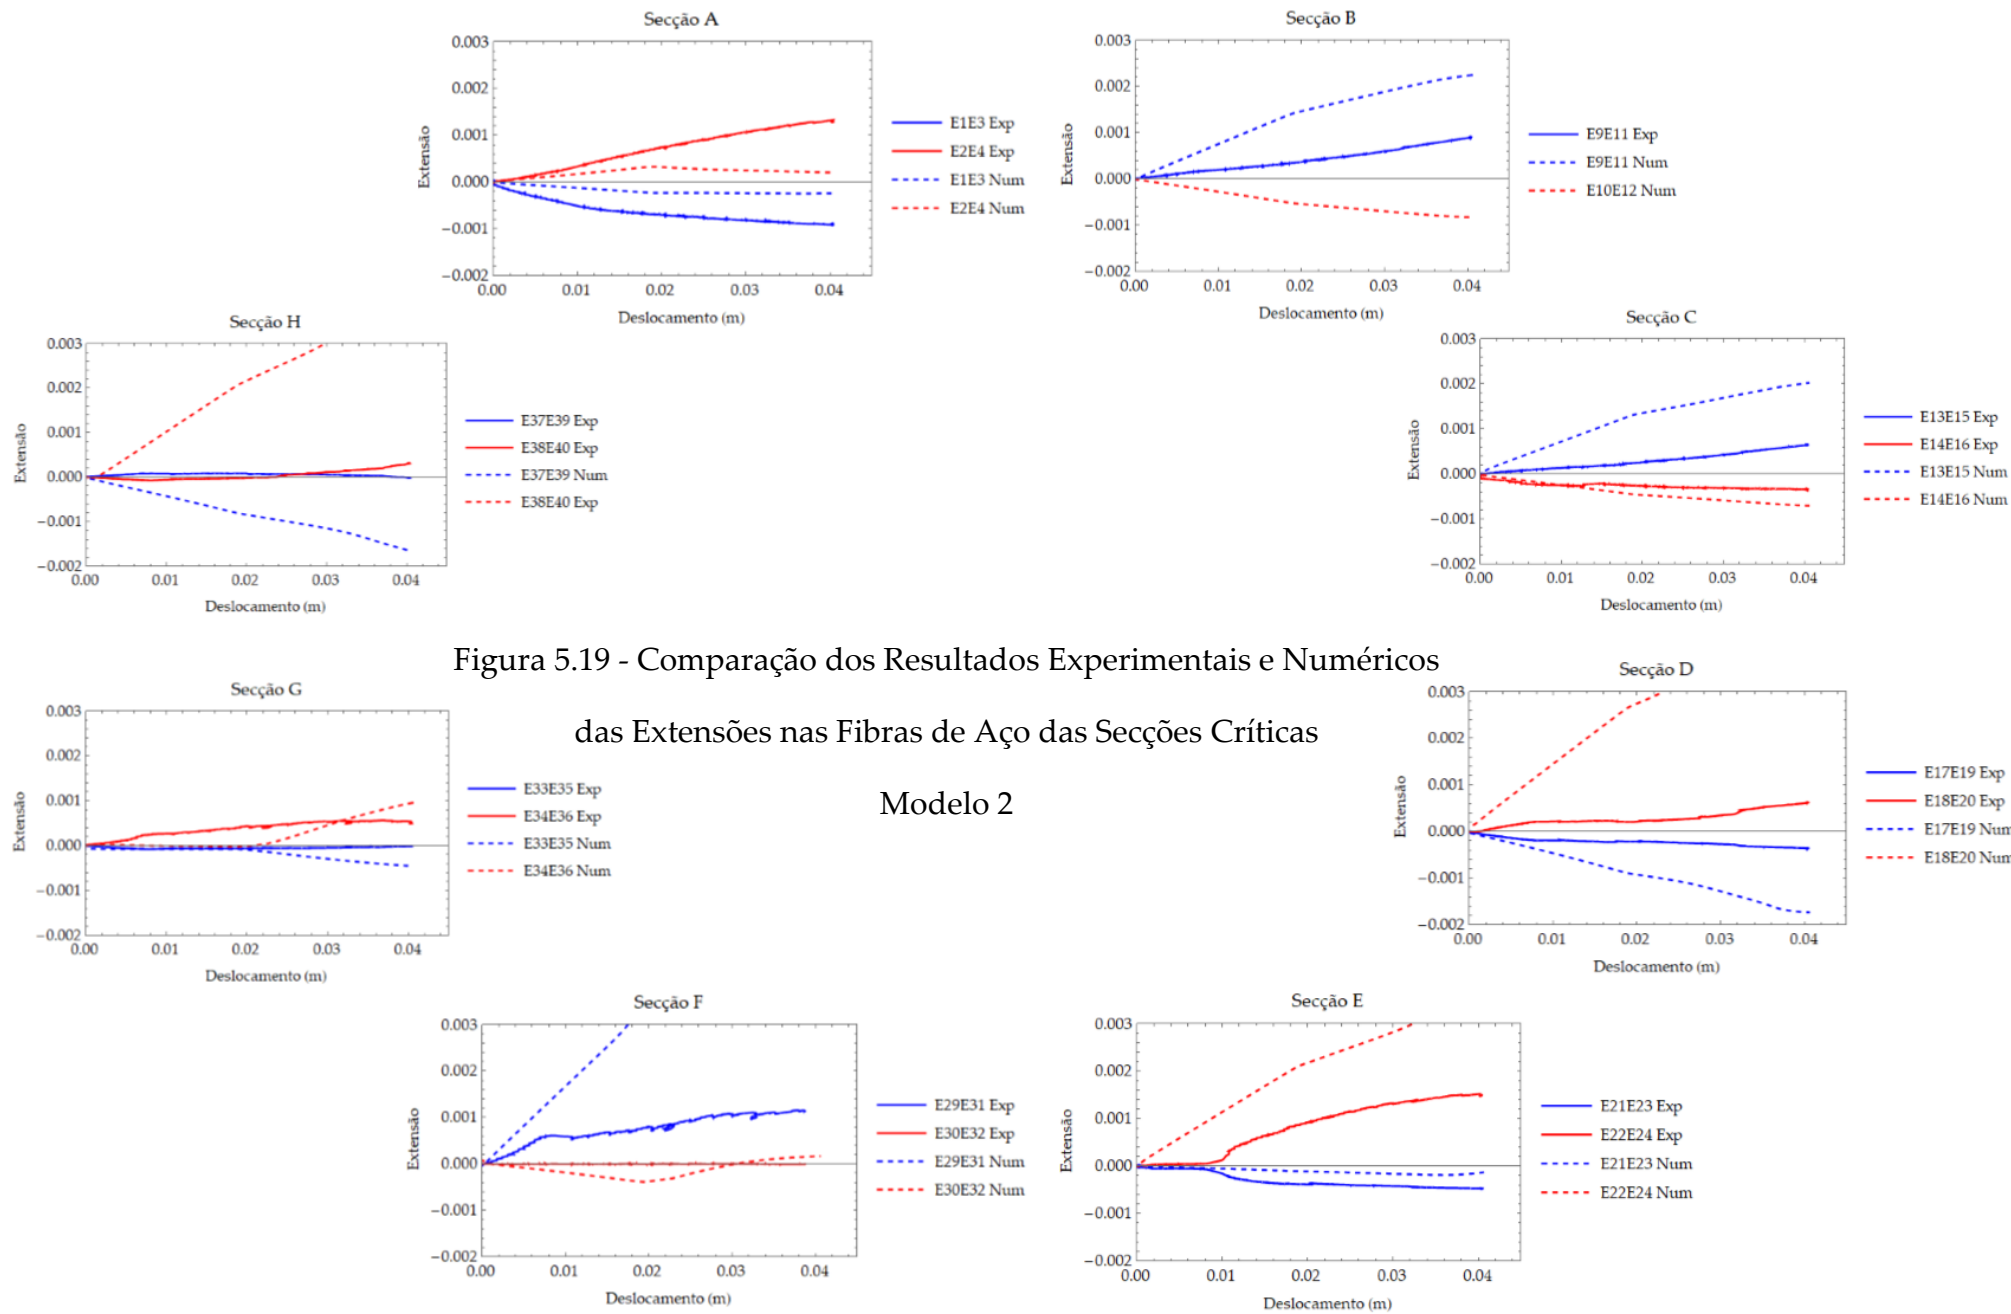 Secção A
0.003
0.002
0.001
0.000
−0.001
−0.002
0.00 0.01 0.02 0.03 0.04
Extensão
Deslocamento (m)
E1E3 Exp
E2E4 Exp
E1E3 Num
E2E4 Num
Secção B
0.003
0.002
0.001
0.000
−0.001
−0.002
0.00 0.01 0.02 0.03 0.04
Extensão
Deslocamento (m)
E9E11 Exp
E9E11 Num
E10E12 Num
Secção H
0.003
0.002
0.001
0.000
−0.001
−0.002
0.00 0.01 0.02 0.03 0.04
Extensão
Deslocamento (m)
E37E39 Exp
E38E40 Exp
E37E39 Num
E38E40 Exp
Secção C
0.003
0.002
0.001
0.000
−0.001
−0.002
0.00 0.01 0.02 0.03 0.04
Extensão
Deslocamento (m)
E13E15 Exp
E14E16 Exp
E13E15 Num
E14E16 Num
Figura 5.19 - Comparação dos Resultados Experimentais e Numéricos
das Extensões nas Fibras de Aço das Secções Críticas
Modelo 2
Secção G
0.003
0.002
0.001
0.000
−0.001
−0.002
0.00 0.01 0.02 0.03 0.04
Extensão
Deslocamento (m)
E33E35 Exp
E34E36 Exp
E33E35 Num
E34E36 Num
Secção D
0.003
0.002
0.001
0.000
−0.001
−0.002
0.00 0.01 0.02 0.03 0.04
Extensão
Deslocamento (m)
E17E19 Exp
E18E20 Exp
E17E19 Num
E18E20 Num
Secção F
0.003
0.002
0.001
0.000
−0.001
−0.002
0.00 0.01 0.02 0.03 0.04
Extensão
Deslocamento (m)
E29E31 Exp
E30E32 Exp
E29E31 Num
E30E32 Num
Secção E
0.003
0.002
0.001
0.000
−0.001
−0.002
0.00 0.01 0.02 0.03 0.04
Extensão
Deslocamento (m)
E21E23 Exp
E22E24 Exp
E21E23 Num
E22E24 Num